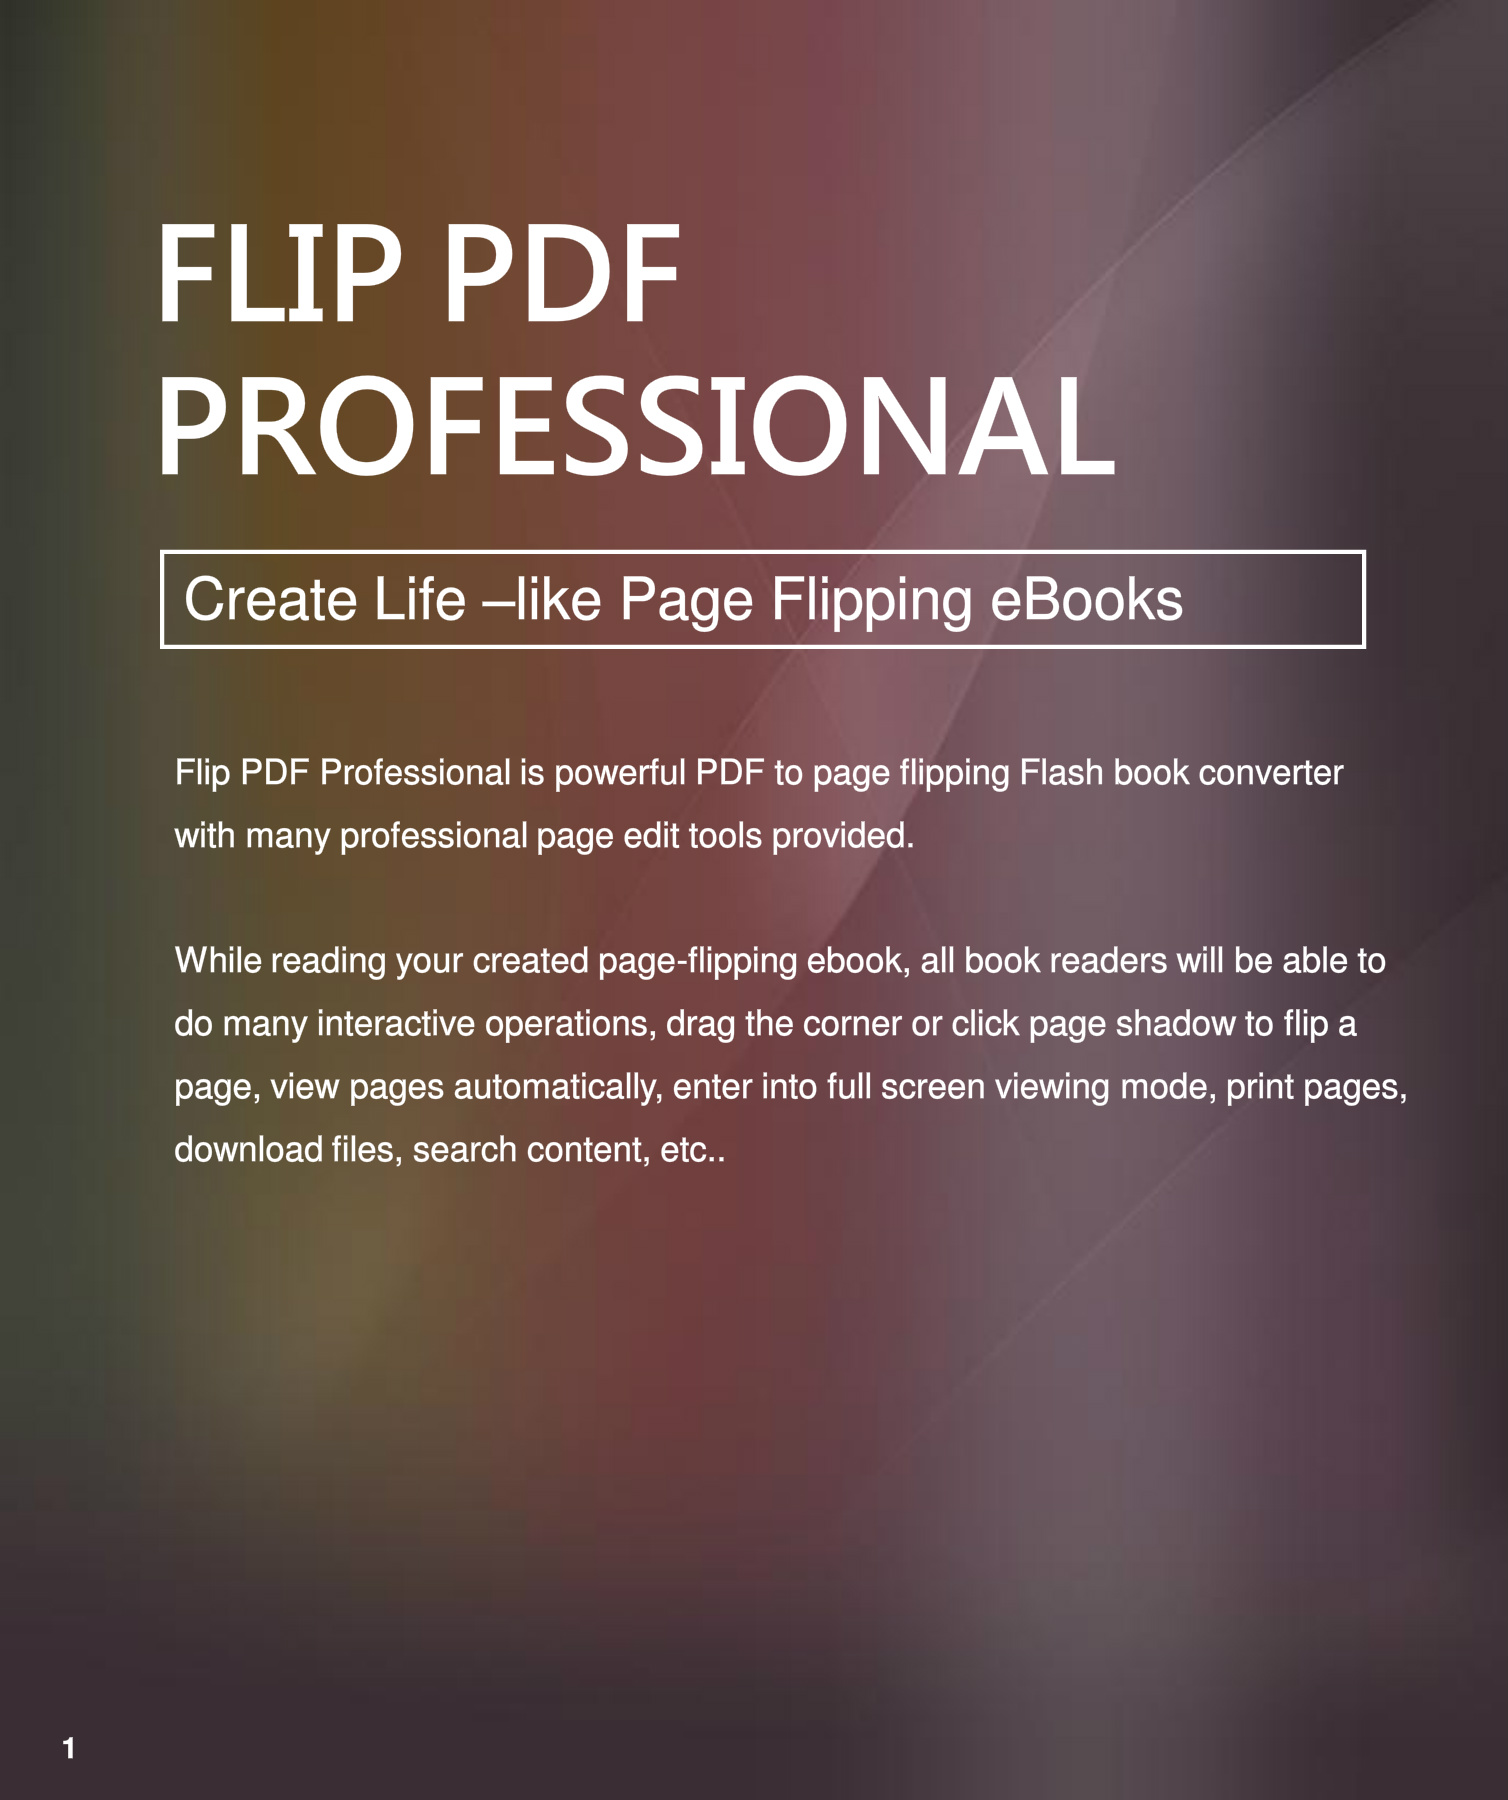 FLIP PDF
PROFESSIONAL
Create Life –like Page Flipping eBooks
Flip PDF Professional is powerful PDF to page flipping Flash book converter
with many professional page edit tools provided.
While reading your created page-flipping ebook, all book readers will be able to
do many interactive operations, drag the corner or click page shadow to flip a
page, view pages automatically, enter into full screen viewing mode, print pages,
download files, search content, etc..
1